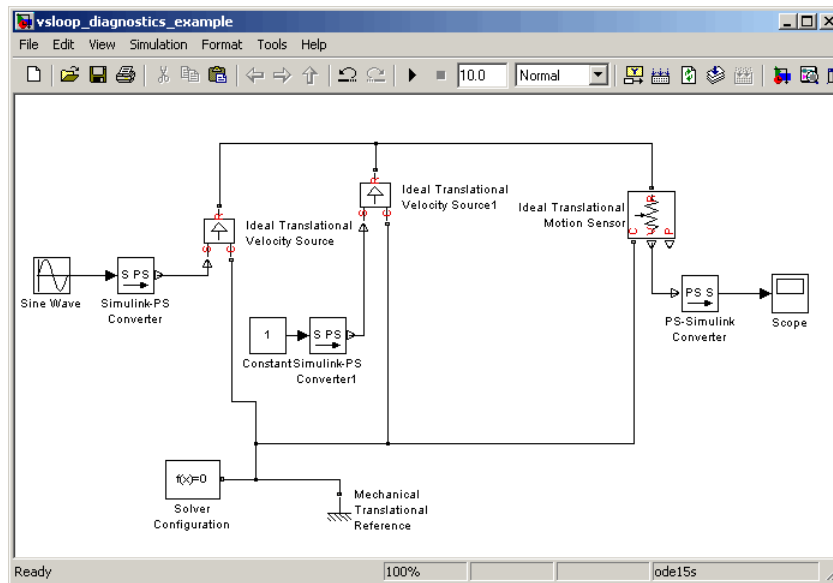 vsloop_diagnostics_example
File Edit View Simulation Format Tools Help
10.0 Normal
R
S
C
Ideal Translational
Velocity Source
R
S
C
Ideal Translational
Velocity Source1
Ideal Translational
Motion Sensor
R
C
V
P
Sine Wave
S PS
Simulink-PS
Converter
1
Constant
S PS
Simulink-PS
Converter1
PS S
PS-Simulink
Converter
Scope
f(x)=0
Solver
Configuration
Mechanical
Translational
Reference
Ready 100% ode15s